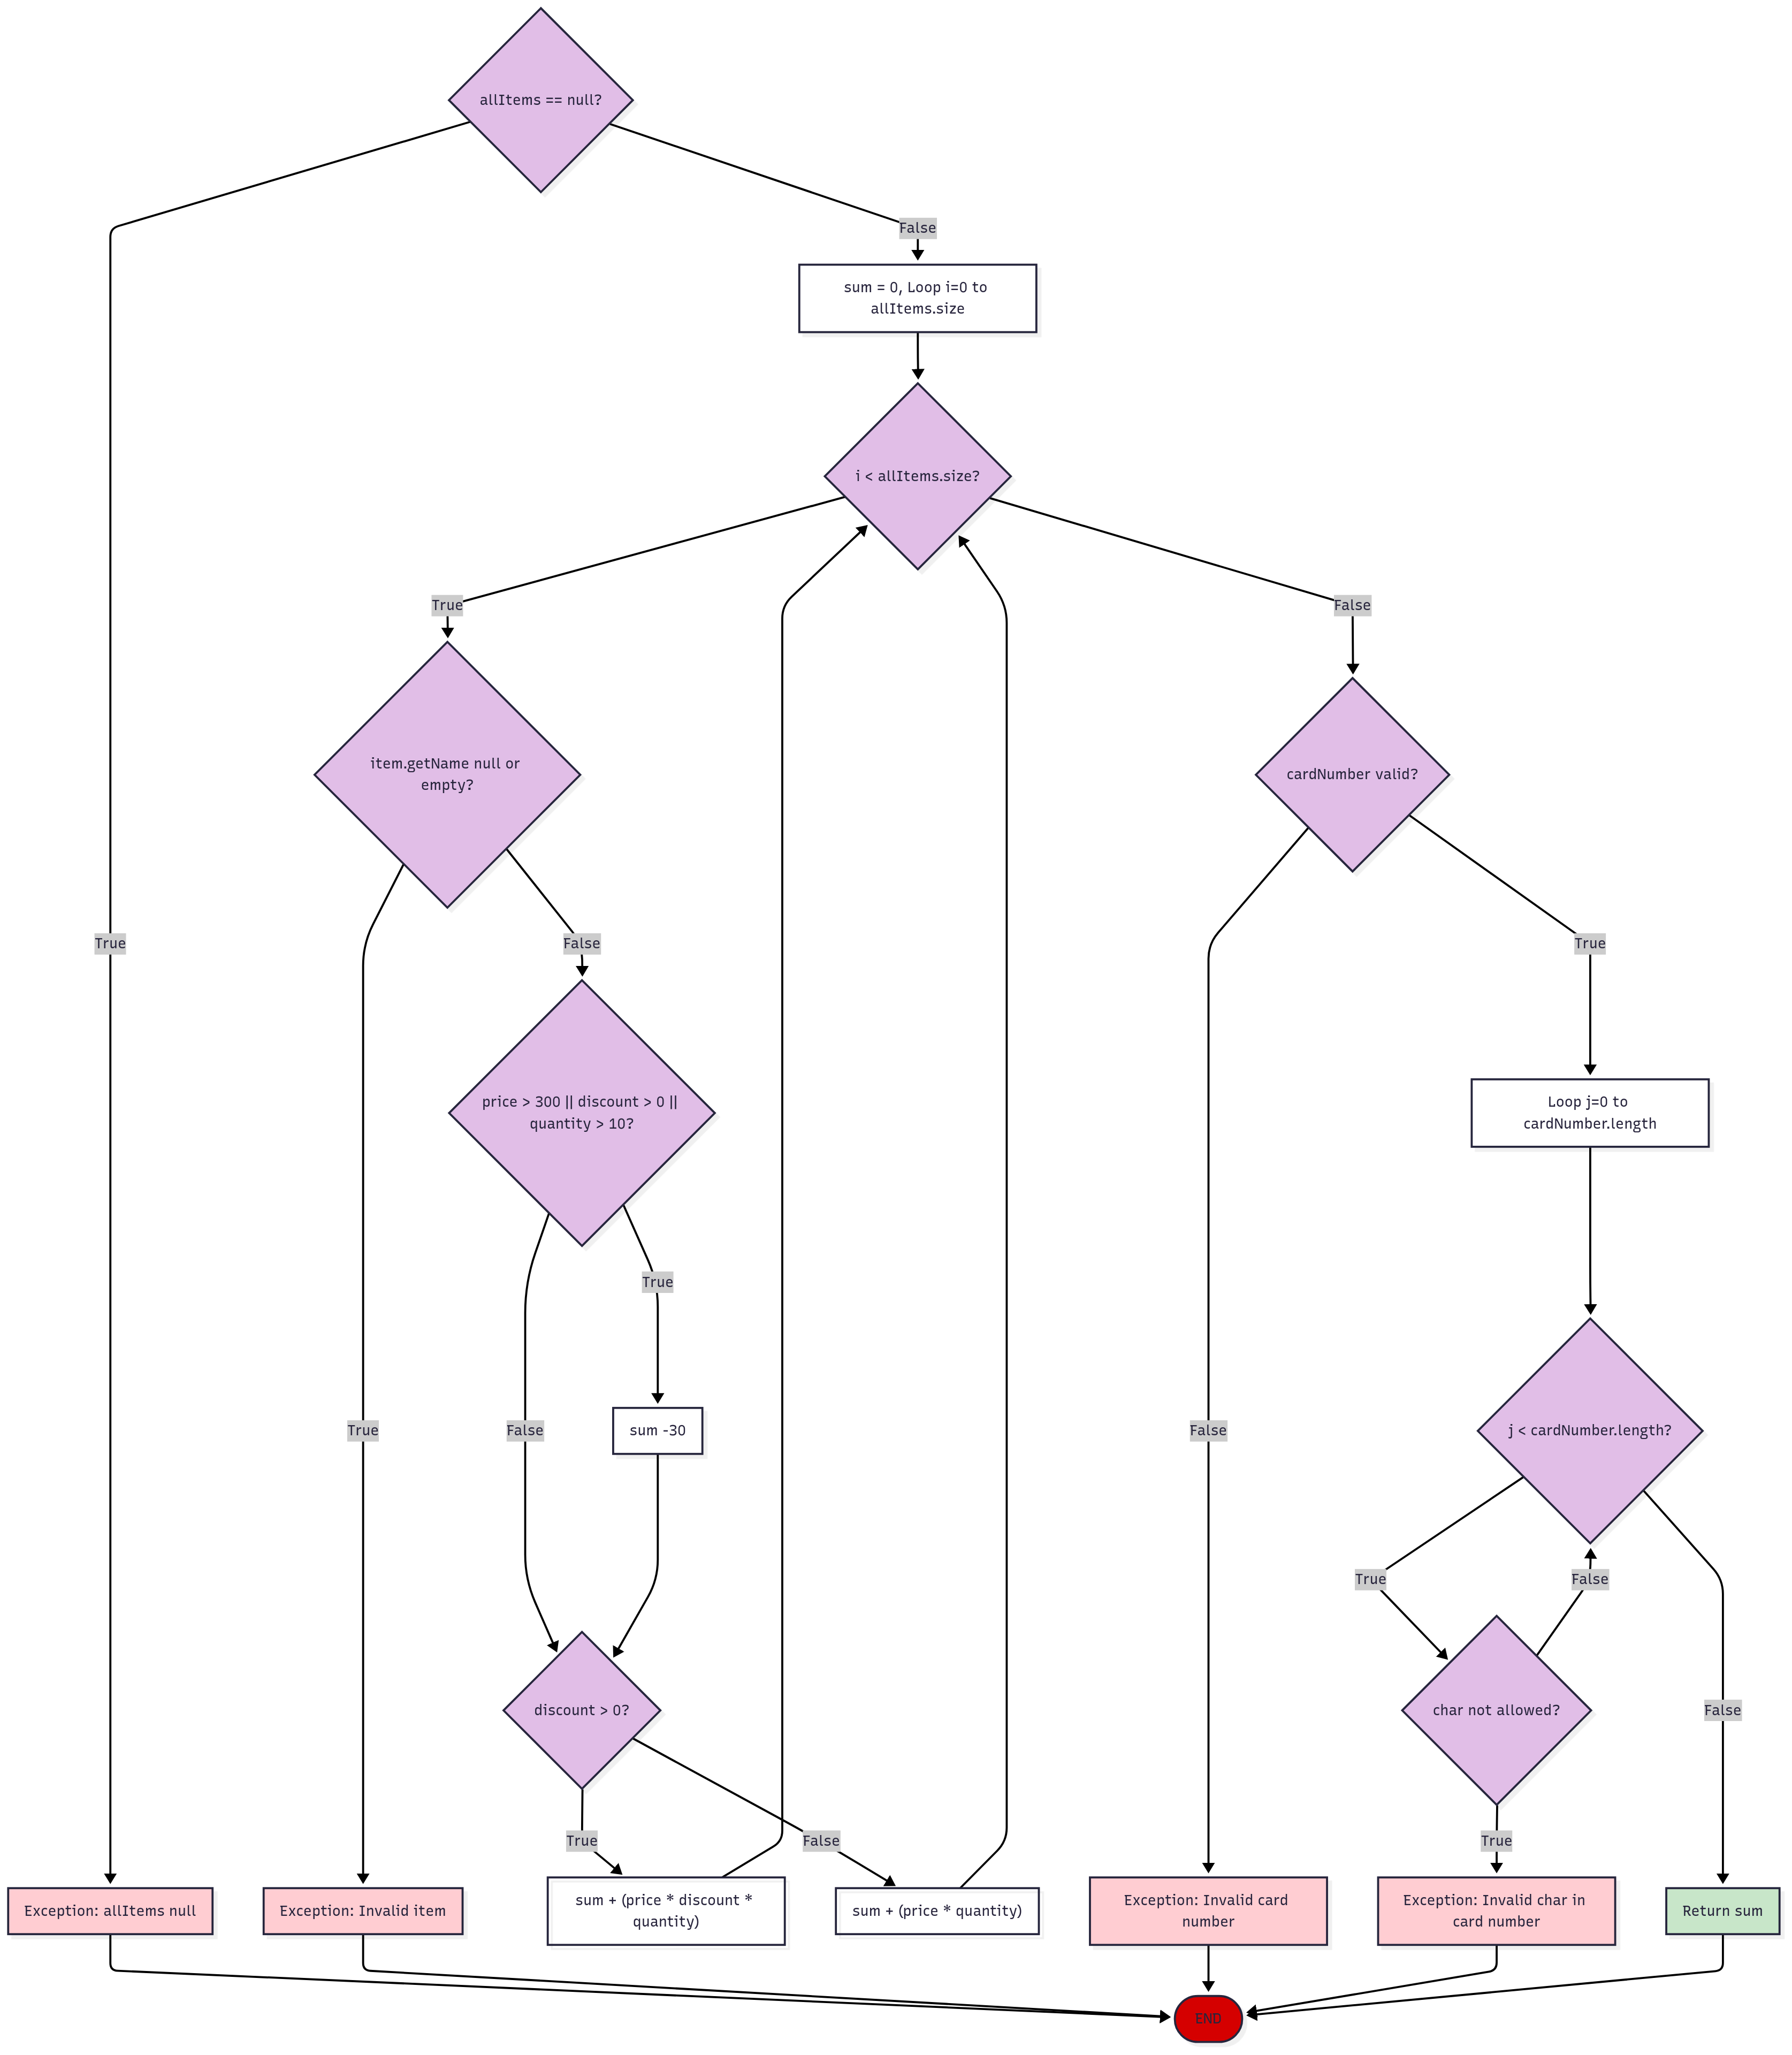 allItems == null?
False
sum = 0, Loop i=0 to
allItems.size
i < allItems.size?
True
False
item.getName null or
empty?
cardNumber valid?
True
False
True
price > 300 || discount > 0 ||
quantity > 10?
Loop j=0 to
cardNumber.length
True
True
False
sum -30
False
j < cardNumber.length?
True
False
discount > 0?
char not allowed?
False
True
False
True
Exception: allItems null
Exception: Invalid item
sum + (price * discount *
quantity)
sum + (price * quantity)
Exception: Invalid card
number
Exception: Invalid char in
card number
Return sum
END